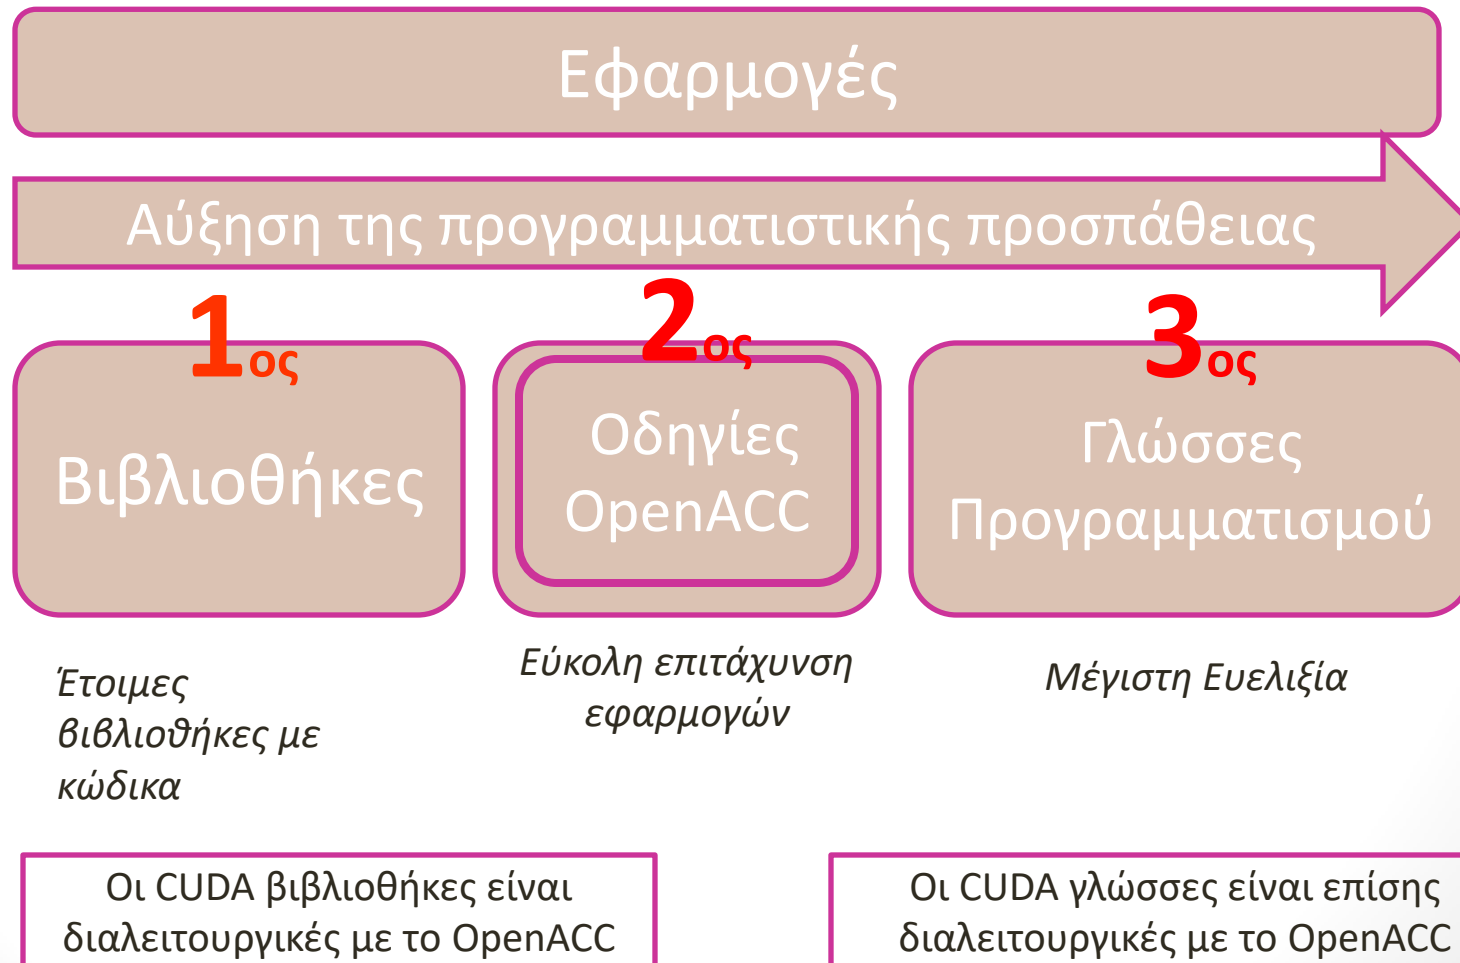 Εφαρμογές
Αύξηση της προγραμματιστικής προσπάθειας
1ος
2ος
3ος
Βιβλιοθήκες
Οδηγίες
OpenACC
Γλώσσες
Προγραμματισμού
Έτοιμες
βιβλιοθήκες με
κώδικα
Εύκολη επιτάχυνση
εφαρμογών
Μέγιστη Ευελιξία
Οι CUDA βιβλιοθήκες είναι
διαλειτουργικές με το OpenACC
Οι CUDA γλώσσες είναι επίσης
διαλειτουργικές με το OpenACC